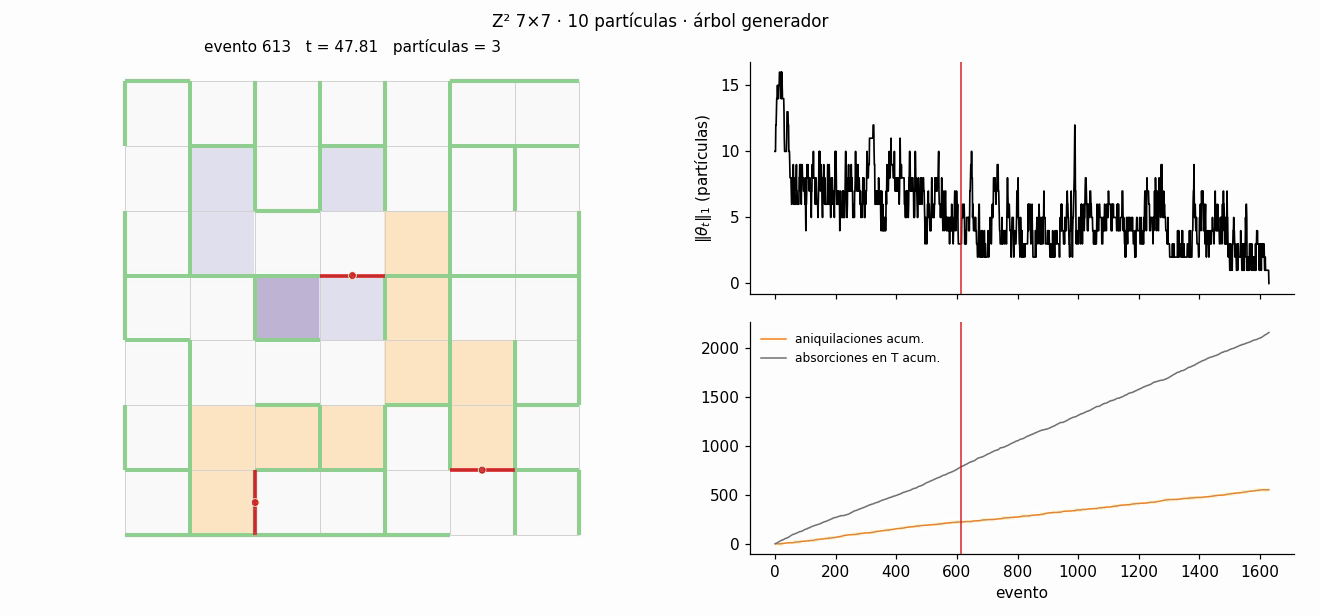 Z² 7×7 · 10 partículas · árbol generador
evento 613   t = 47.81   partículas = 3
‖θₜ‖₁ (partículas)
15
10
5
0
aniquilaciones acum.
absorciones en T acum.
2000
1500
1000
500
0
0 200 400 600 800 1000 1200 1400 1600
evento